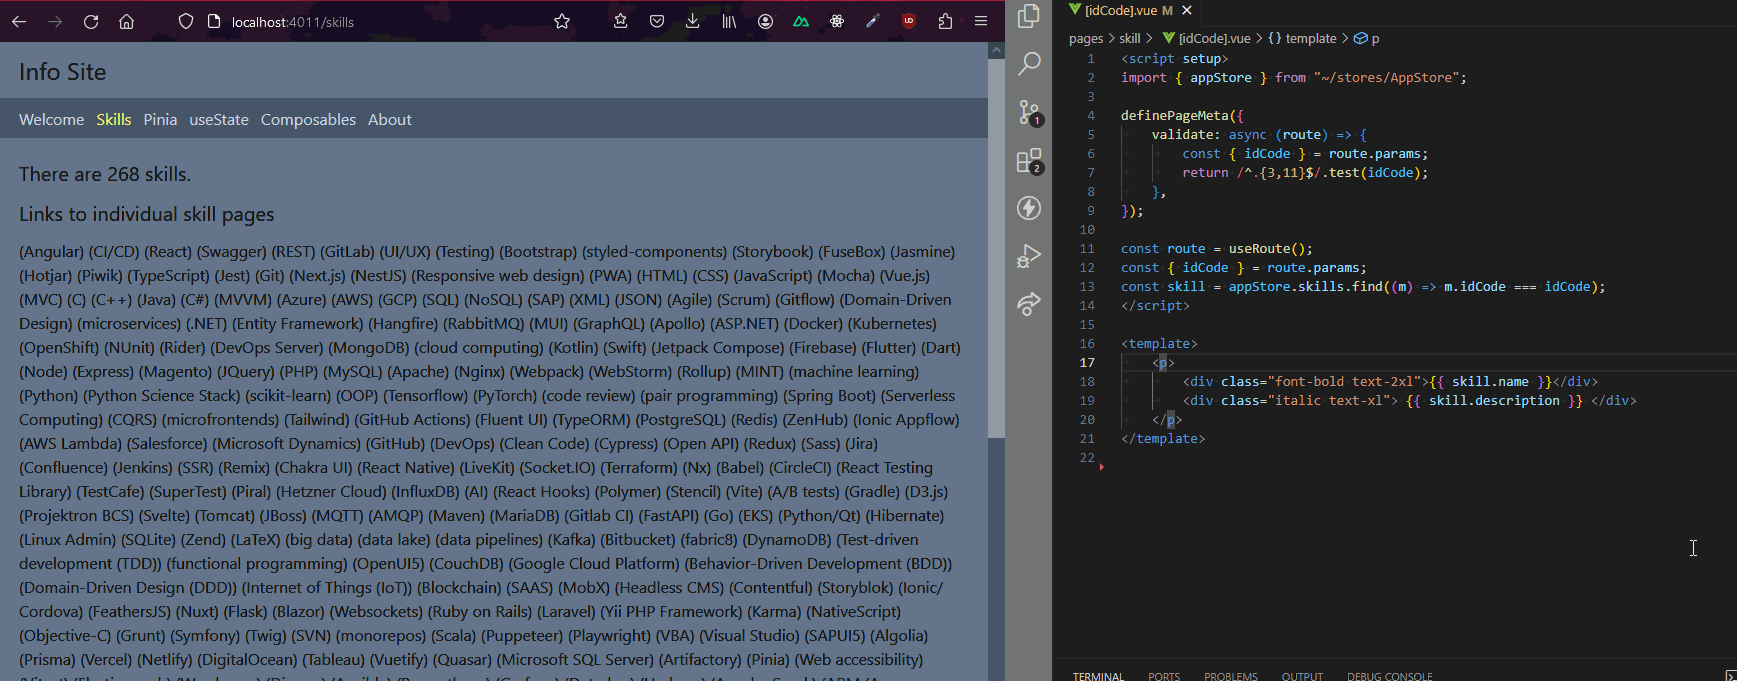 localhost:4011/skills
Info Site
Welcome Skills Pinia useState Composables About
There are 268 skills.
Links to individual skill pages
(Angular) (CI/CD) (React) (Swagger) (REST) (GitLab) (UI/UX) (Testing) (Bootstrap) (styled-components) (Storybook) (FuseBox) (Jasmine)
(Hotjar) (Piwik) (TypeScript) (Jest) (Git) (Next.js) (NestJS) (Responsive web design) (PWA) (HTML) (CSS) (JavaScript) (Mocha) (Vue.js)
(MVC) (C) (C++) (Java) (C#) (MVVM) (Azure) (AWS) (GCP) (SQL) (NoSQL) (SAP) (XML) (JSON) (Agile) (Scrum) (Gitflow) (Domain-Driven
Design) (microservices) (.NET) (Entity Framework) (Hangfire) (RabbitMQ) (MUI) (GraphQL) (Apollo) (ASP.NET) (Docker) (Kubernetes)
(OpenShift) (NUnit) (Rider) (DevOps Server) (MongoDB) (cloud computing) (Kotlin) (Swift) (Jetpack Compose) (Firebase) (Flutter) (Dart)
(Node) (Express) (Magento) (JQuery) (PHP) (MySQL) (Apache) (Nginx) (Webpack) (WebStorm) (Rollup) (MINT) (machine learning)
(Python) (Python Science Stack) (scikit-learn) (OOP) (Tensorflow) (PyTorch) (code review) (pair programming) (Spring Boot) (Serverless
Computing) (CQRS) (microfrontends) (Tailwind) (GitHub Actions) (Fluent UI) (TypeORM) (PostgreSQL) (Redis) (ZenHub) (Ionic Appflow)
(AWS Lambda) (Salesforce) (Microsoft Dynamics) (GitHub) (DevOps) (Clean Code) (Cypress) (Open API) (Redux) (Sass) (Jira)
(Confluence) (Jenkins) (SSR) (Remix) (Chakra UI) (React Native) (LiveKit) (Socket.IO) (Terraform) (Nx) (Babel) (CircleCI) (React Testing
Library) (TestCafe) (SuperTest) (Piral) (Hetzner Cloud) (InfluxDB) (AI) (React Hooks) (Polymer) (Stencil) (Vite) (A/B tests) (Gradle) (D3.js)
(Projektron BCS) (Svelte) (Tomcat) (JBoss) (MQTT) (AMQP) (Maven) (MariaDB) (Gitlab CI) (FastAPI) (Go) (EKS) (Python/Qt) (Hibernate)
(Linux Admin) (SQLite) (Zend) (LaTeX) (big data) (data lake) (data pipelines) (Kafka) (Bitbucket) (fabric8) (DynamoDB) (Test-driven
development (TDD)) (functional programming) (OpenUI5) (CouchDB) (Google Cloud Platform) (Behavior-Driven Development (BDD))
(Domain-Driven Design (DDD)) (Internet of Things (IoT)) (Blockchain) (SAAS) (MobX) (Headless CMS) (Contentful) (Storyblok) (Ionic/
Cordova) (FeathersJS) (Nuxt) (Flask) (Blazor) (Websockets) (Ruby on Rails) (Laravel) (Yii PHP Framework) (Karma) (NativeScript)
(Objective-C) (Grunt) (Symfony) (Twig) (SVN) (monorepos) (Scala) (Puppeteer) (Playwright) (VBA) (Visual Studio) (SAPUI5) (Algolia)
(Prisma) (Vercel) (Netlify) (DigitalOcean) (Tableau) (Vuetify) (Quasar) (Microsoft SQL Server) (Artifactory) (Pinia) (Web accessibility)
1
2
[idCode].vue M
pages > skill > [idCode].vue > {} template > p
1 <script setup>
2 import { appStore } from "~/stores/AppStore";
3
4 definePageMeta({
5 validate: async (route) => {
6 const { idCode } = route.params;
7 return /^.{3,11}$/.test(idCode);
8 },
9 });
10
11 const route = useRoute();
12 const { idCode } = route.params;
13 const skill = appStore.skills.find((m) => m.idCode === idCode);
14 </script>
15
16 <template>
17 <p>
18 <div class="font-bold text-2xl">{{ skill.name }}</div>
19 <div class="italic text-xl"> {{ skill.description }} </div>
20 </p>
21 </template>
22
TERMINAL PORTS PROBLEMS OUTPUT DEBUG CONSOLE